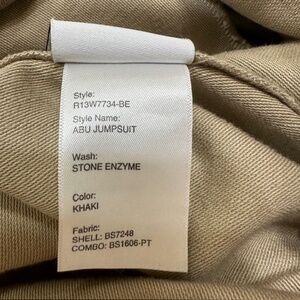 Style:
R13W7734-BE
Style Name:
ABU JUMPSUIT
Wash:
STONE ENZYME
Color:
KHAKI
Fabric:
SHELL: BS7248
COMBO: BS1606-PT